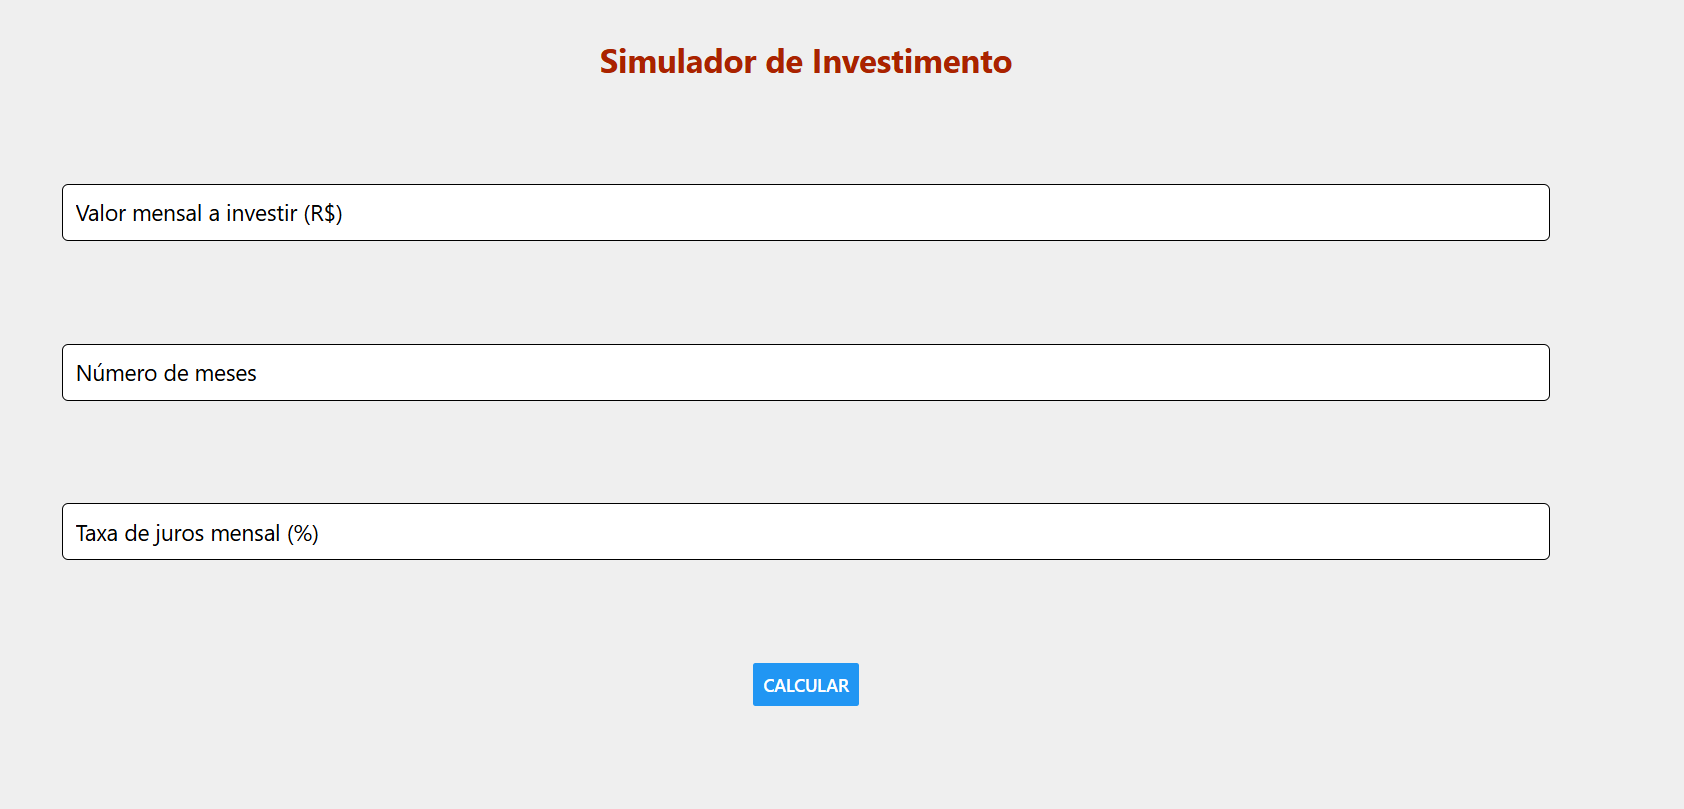 Simulador de Investimento
Valor mensal a investir (R$)
Número de meses
Taxa de juros mensal (%)
CALCULAR